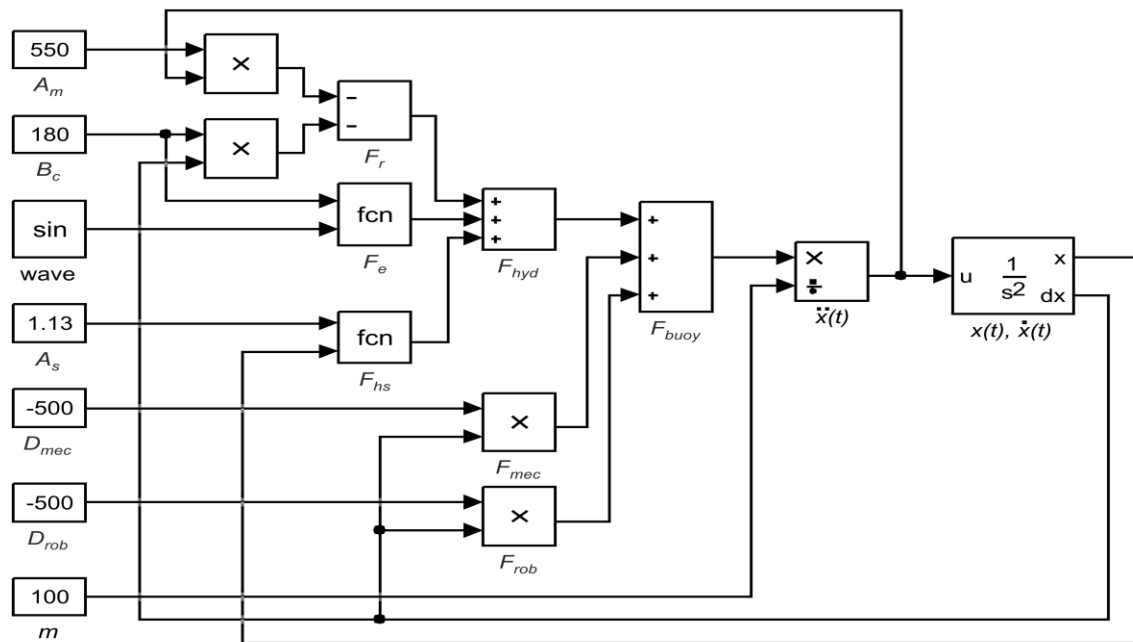 550
A_m
×
180
B_c
×
−
−
F_r
sin
wave
fcn
F_e
+
+
+
F_hyd
1.13
A_s
fcn
F_hs
+
+
+
F_buoy
×
÷
ẍ(t)
u
1
s²
x
dx
x(t), ẋ(t)
-500
D_mec
×
F_mec
-500
D_rob
×
F_rob
100
m